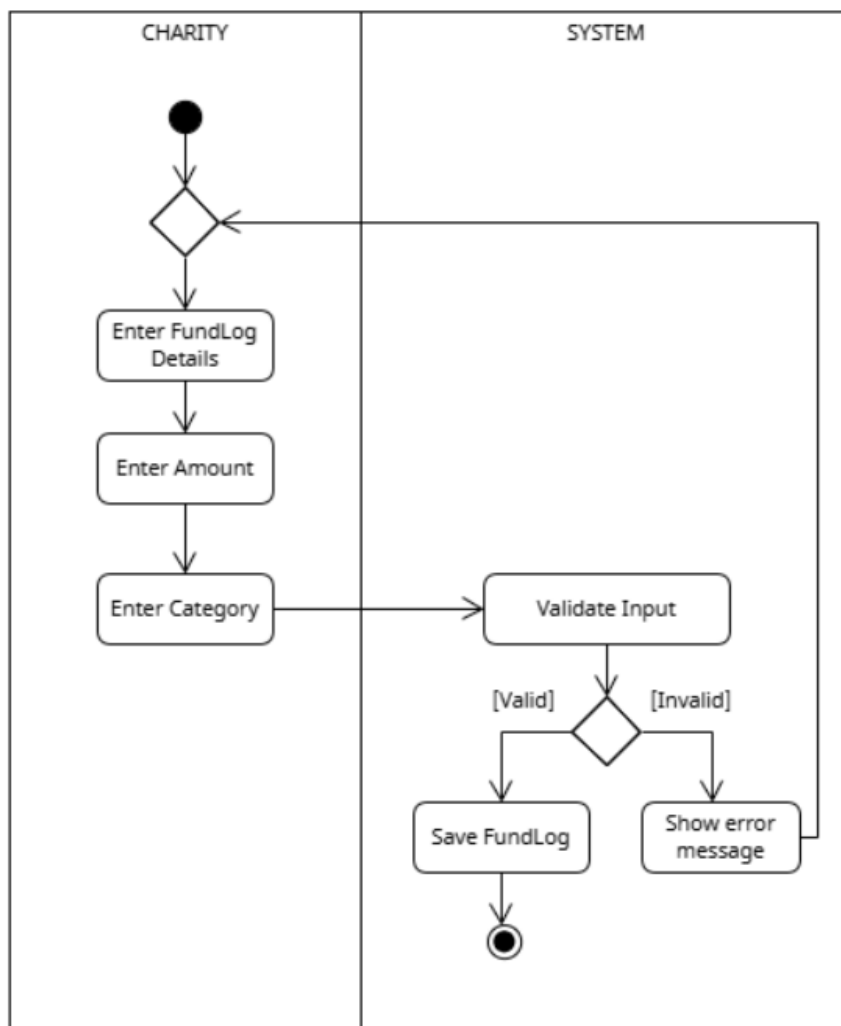 CHARITY
SYSTEM
Enter FundLog
Details
Enter Amount
Enter Category
Validate Input
[Valid]
[Invalid]
Save FundLog
Show error
message